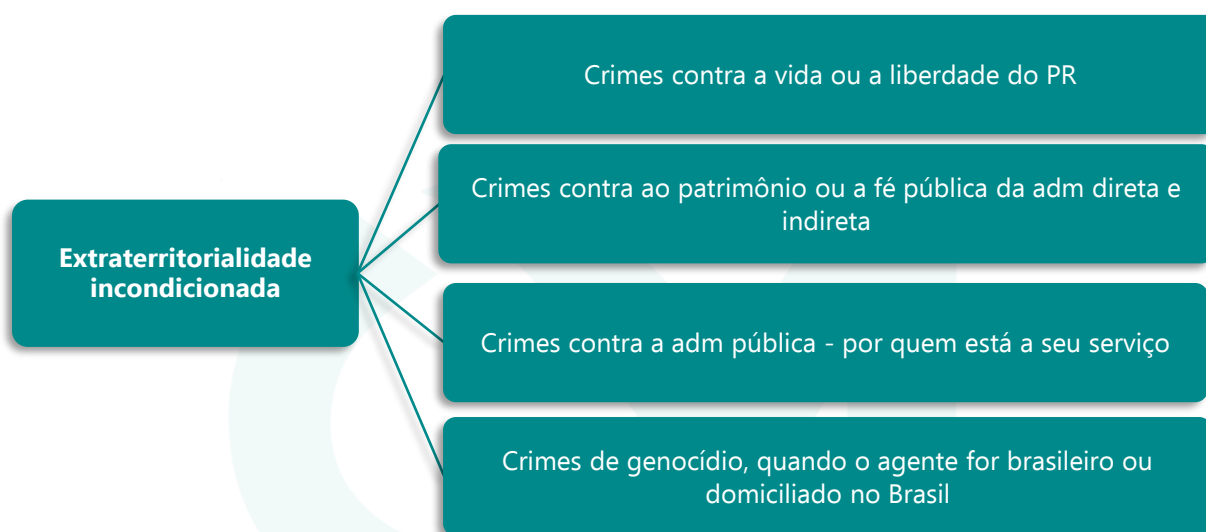 Crimes contra a vida ou a liberdade do PR
Crimes contra ao patrimônio ou a fé pública da adm direta e
indireta
Extraterritorialidade
incondicionada
Crimes contra a adm pública - por quem está a seu serviço
Crimes de genocídio, quando o agente for brasileiro ou
domiciliado no Brasil